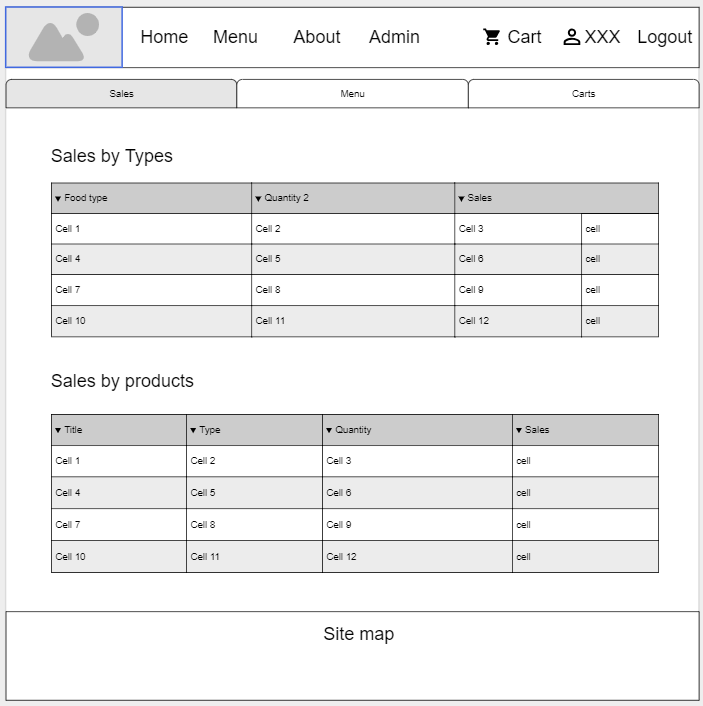 Home Menu About Admin Cart XXX Logout
Sales Menu Carts
Sales by Types
▼ Food type ▼ Quantity 2 ▼ Sales
Cell 1 Cell 2 Cell 3 cell
Cell 4 Cell 5 Cell 6 cell
Cell 7 Cell 8 Cell 9 cell
Cell 10 Cell 11 Cell 12 cell
Sales by products
▼ Title ▼ Type ▼ Quantity ▼ Sales
Cell 1 Cell 2 Cell 3 cell
Cell 4 Cell 5 Cell 6 cell
Cell 7 Cell 8 Cell 9 cell
Cell 10 Cell 11 Cell 12 cell
Site map